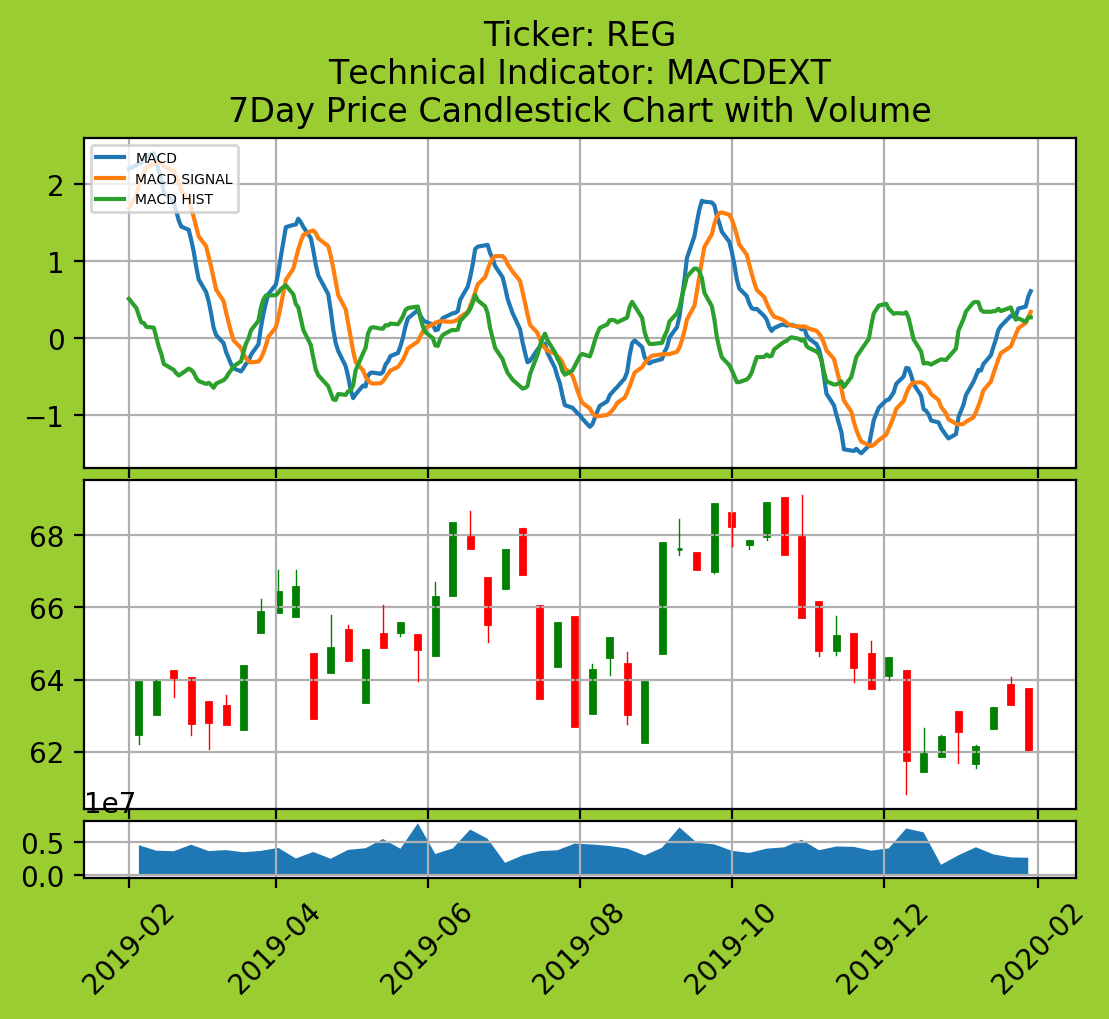 Ticker: REG
Technical Indicator: MACDEXT
7Day Price Candlestick Chart with Volume
MACD
MACD SIGNAL
MACD HIST
2
1
0
−1
68
66
64
62
1e7
0.5
0.0
2019-02
2019-04
2019-06
2019-08
2019-10
2019-12
2020-02